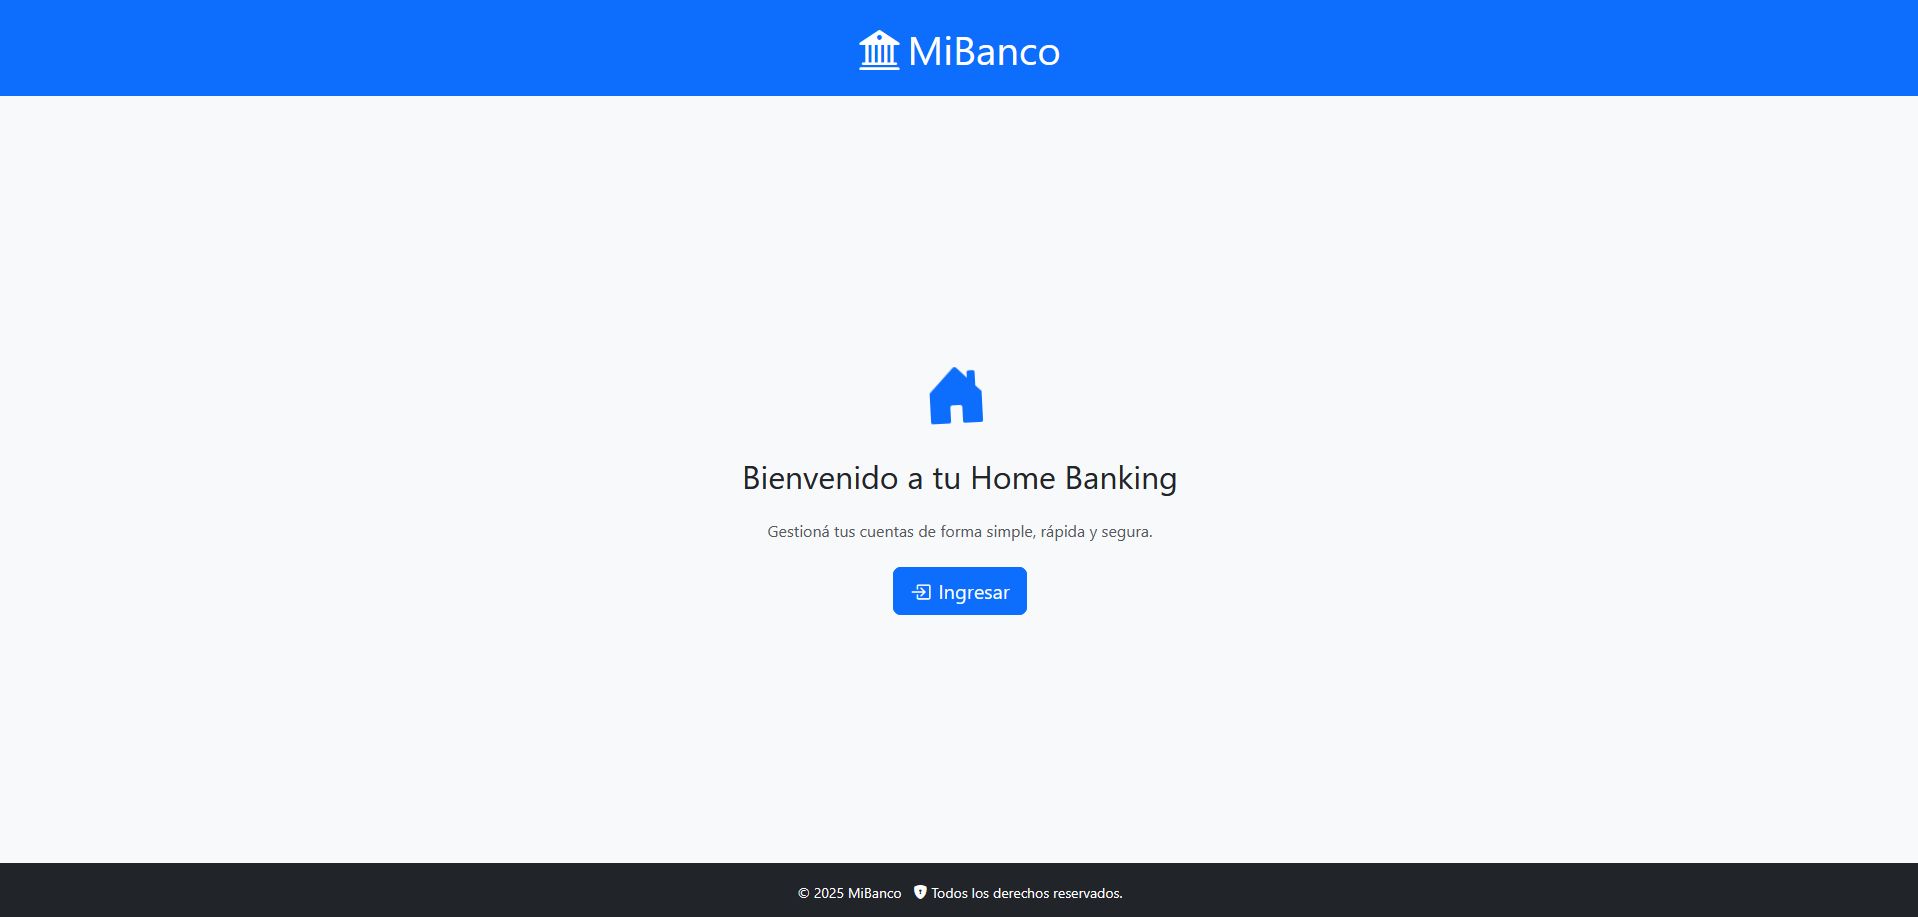 MiBanco
Bienvenido a tu Home Banking
Gestioná tus cuentas de forma simple, rápida y segura.
Ingresar
© 2025 MiBanco Todos los derechos reservados.